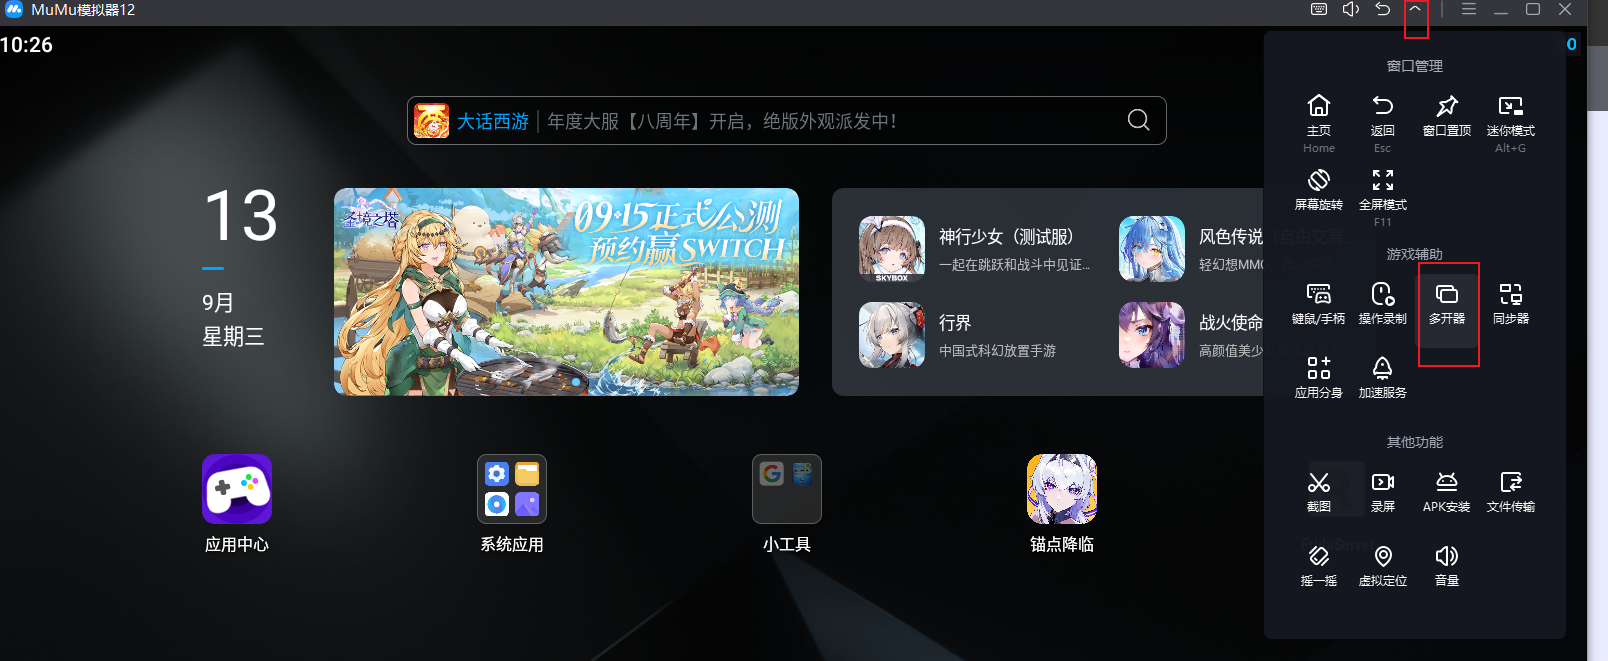 MuMu模拟器12
10:26
0
大话西游
年度大服【八周年】开启，绝版外观派发中！
13
9月
星期三
圣境之塔
09·15正式公测
预约赢SWITCH
SKYBOX
神行少女（测试服）
一起在跳跃和战斗中见证...
风色传说（自由交易
轻幻想MMO
行界
中国式科幻放置手游
战火使命
高颜值美少
应用中心
系统应用
小工具
锚点降临
窗口管理
主页
Home
返回
Esc
窗口置顶
迷你模式
Alt+G
屏幕旋转
全屏模式
F11
游戏辅助
键鼠/手柄
操作录制
多开器
同步器
应用分身
加速服务
其他功能
截图
录屏
APK安装
文件传输
摇一摇
虚拟定位
音量